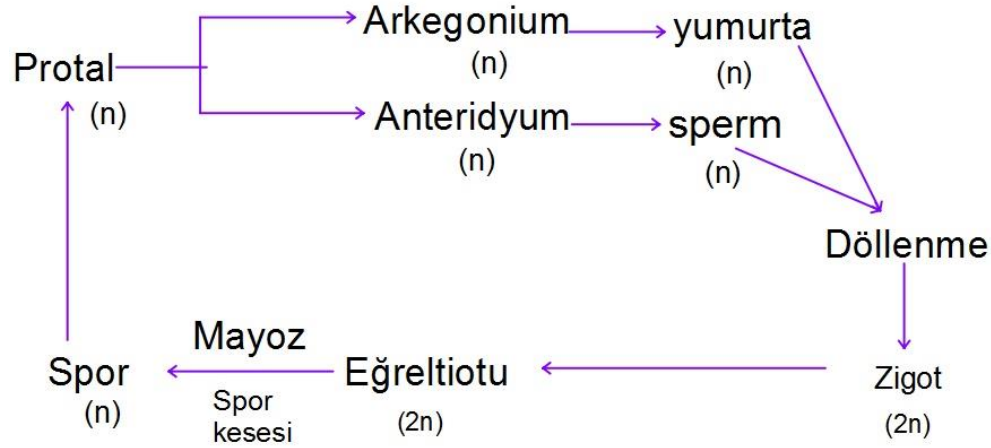 Arkegonium
(n)
yumurta
(n)
Protal
(n)
Anteridyum
(n)
sperm
(n)
Döllenme
Mayoz
Spor
(n)
Spor
kesesi
Eğreltiotu
(2n)
Zigot
(2n)